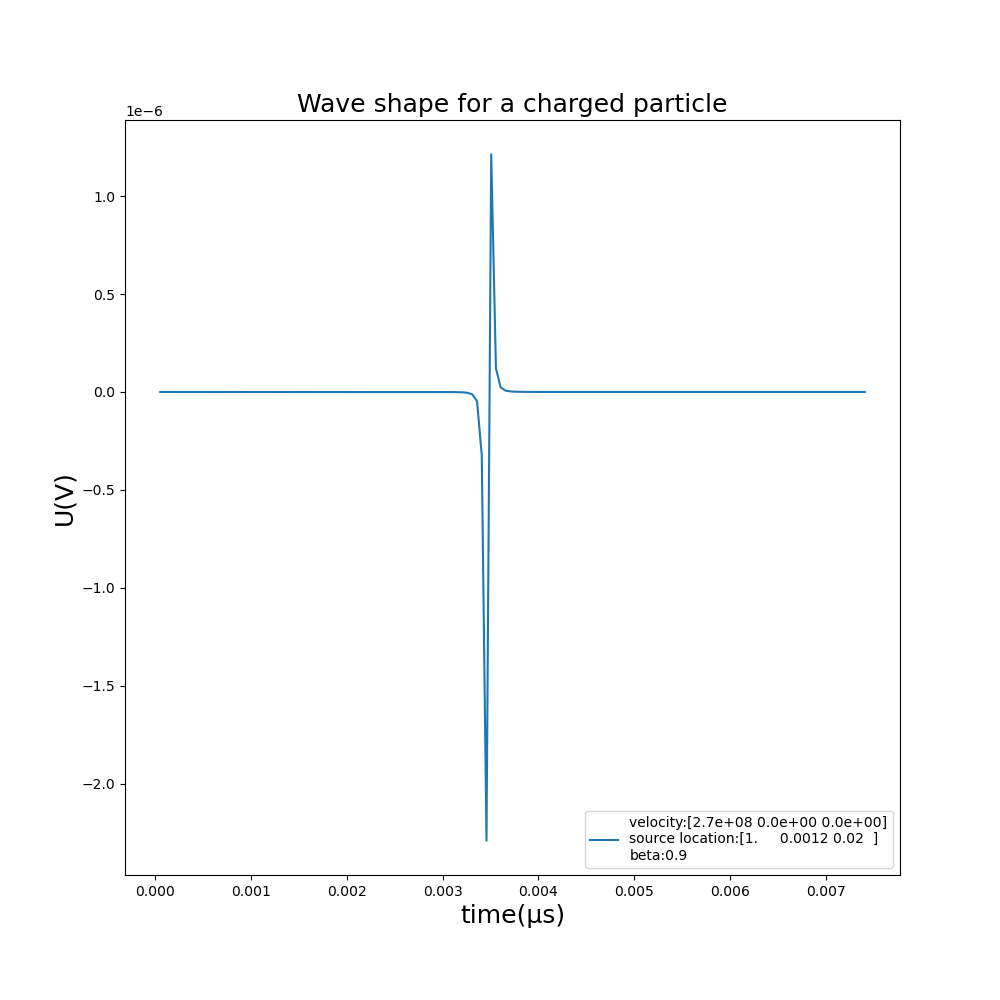 Wave shape for a charged particle
1e−6
1.0
0.5
0.0
−0.5
−1.0
−1.5
−2.0
U(V)
velocity:[2.7e+08 0.0e+00 0.0e+00]
source location:[1.     0.0012 0.02  ]
beta:0.9
0.000 0.001 0.002 0.003 0.004 0.005 0.006 0.007
time(μs)